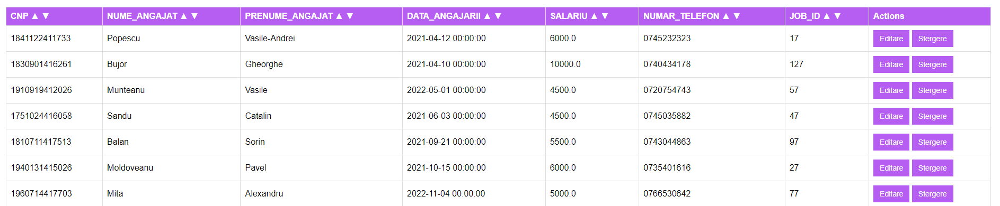 CNP ▲ ▼ NUME_ANGAJAT ▲ ▼ PRENUME_ANGAJAT ▲ ▼ DATA_ANGAJARII ▲ ▼ SALARIU ▲ ▼ NUMAR_TELEFON ▲ ▼ JOB_ID ▲ ▼ Actions
1841122411733 Popescu Vasile-Andrei 2021-04-12 00:00:00 6000.0 0745232323 17 Editare Stergere
1830901416261 Bujor Gheorghe 2021-04-10 00:00:00 10000.0 0740434178 127 Editare Stergere
1910919412026 Munteanu Vasile 2022-05-01 00:00:00 4500.0 0720754743 57 Editare Stergere
1751024416058 Sandu Catalin 2021-06-03 00:00:00 4500.0 0745035882 47 Editare Stergere
1810711417513 Balan Sorin 2021-09-21 00:00:00 5500.0 0743044863 97 Editare Stergere
1940131415026 Moldoveanu Pavel 2021-10-15 00:00:00 6000.0 0735401616 27 Editare Stergere
1960714417703 Mita Alexandru 2022-11-04 00:00:00 5000.0 0766530642 77 Editare Stergere